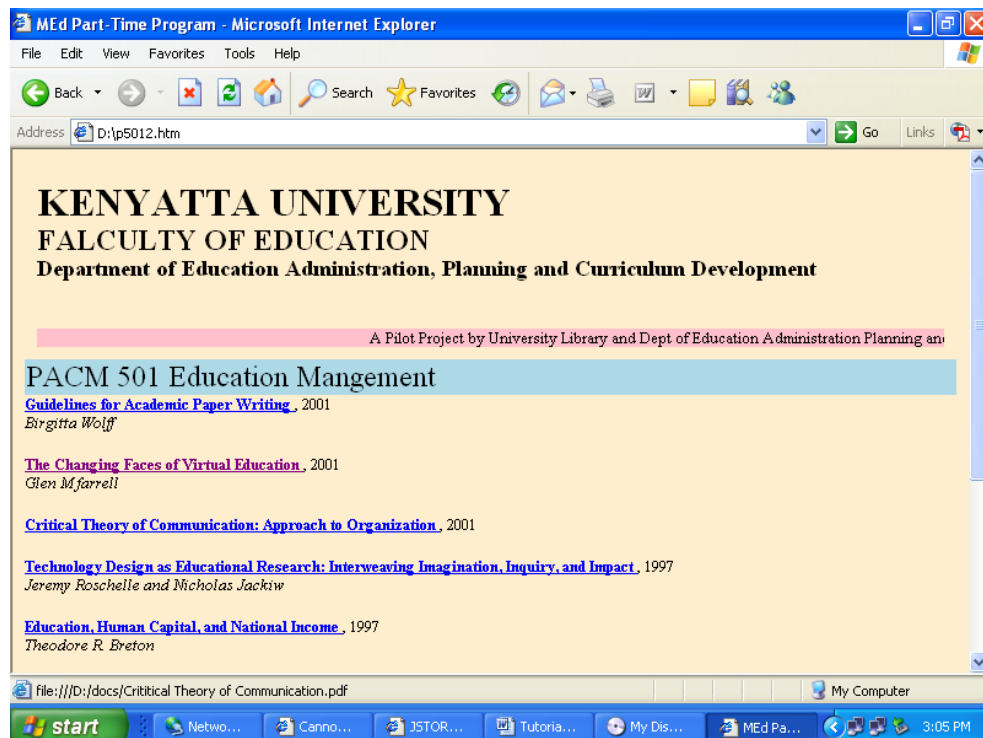 MEd Part-Time Program - Microsoft Internet Explorer
File Edit View Favorites Tools Help
Back Search Favorites
Address D:\p5012.htm Go Links
KENYATTA UNIVERSITY
FALCULTY OF EDUCATION
Department of Education Administration, Planning and Curriculum Development
A Pilot Project by University Library and Dept of Education Administration Planning and
PACM 501 Education Mangement
Guidelines for Academic Paper Writing , 2001
Birgitta Wolff
The Changing Faces of Virtual Education , 2001
Glen Mfarrell
Critical Theory of Communication: Approach to Organization , 2001
Technology Design as Educational Research: Interweaving Imagination, Inquiry, and Impact , 1997
Jeremy Roschelle and Nicholas Jackiw
Education, Human Capital, and National Income , 1997
Theodore R. Breton
file:///D:/docs/Crititical Theory of Communication.pdf My Computer
start Netwo... Canno... JSTOR... Tutoria... My Dis... MEd Pa... 3:05 PM